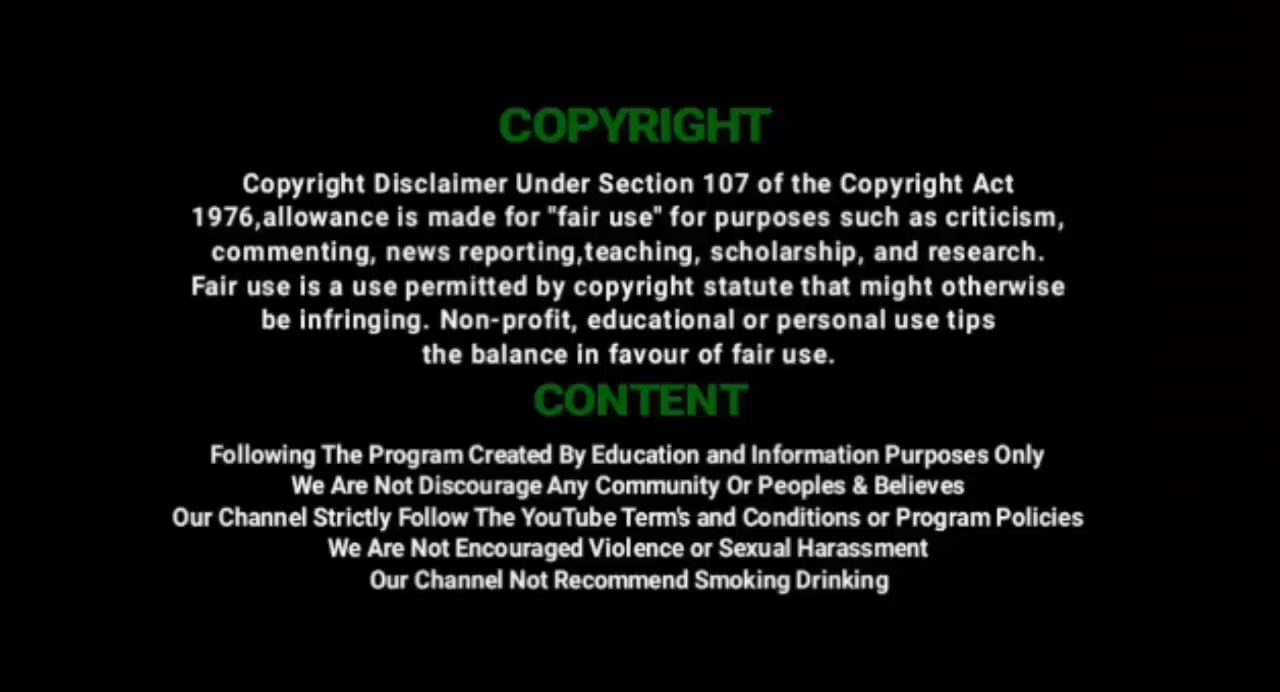 COPYRIGHT
Copyright Disclaimer Under Section 107 of the Copyright Act
1976,allowance is made for "fair use" for purposes such as criticism,
commenting, news reporting,teaching, scholarship, and research.
Fair use is a use permitted by copyright statute that might otherwise
be infringing. Non-profit, educational or personal use tips
the balance in favour of fair use.
CONTENT
Following The Program Created By Education and Information Purposes Only
We Are Not Discourage Any Community Or Peoples & Believes
Our Channel Strictly Follow The YouTube Term's and Conditions or Program Policies
We Are Not Encouraged Violence or Sexual Harassment
Our Channel Not Recommend Smoking Drinking